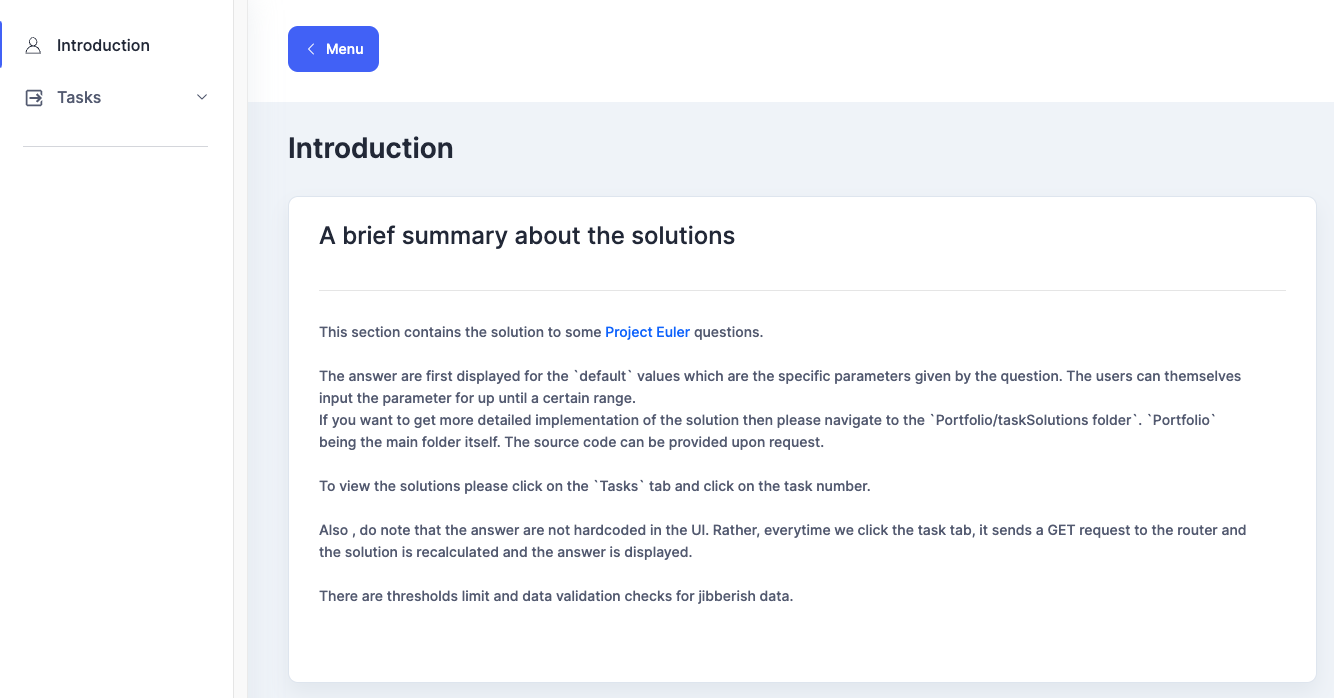 Introduction
Tasks
Menu
Introduction
A brief summary about the solutions
This section contains the solution to some Project Euler questions.
The answer are first displayed for the `default` values which are the specific parameters given by the question. The users can themselves
input the parameter for up until a certain range.
If you want to get more detailed implementation of the solution then please navigate to the `Portfolio/taskSolutions folder`. `Portfolio`
being the main folder itself. The source code can be provided upon request.
To view the solutions please click on the `Tasks` tab and click on the task number.
Also , do note that the answer are not hardcoded in the UI. Rather, everytime we click the task tab, it sends a GET request to the router and
the solution is recalculated and the answer is displayed.
There are thresholds limit and data validation checks for jibberish data.